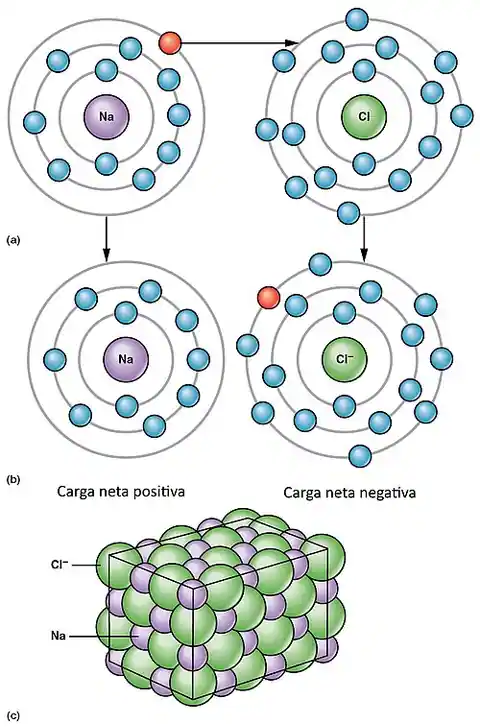 Na
Cl
(a)
Na
Cl⁻
(b)
Carga neta positiva
Carga neta negativa
Cl⁻
Na
(c)